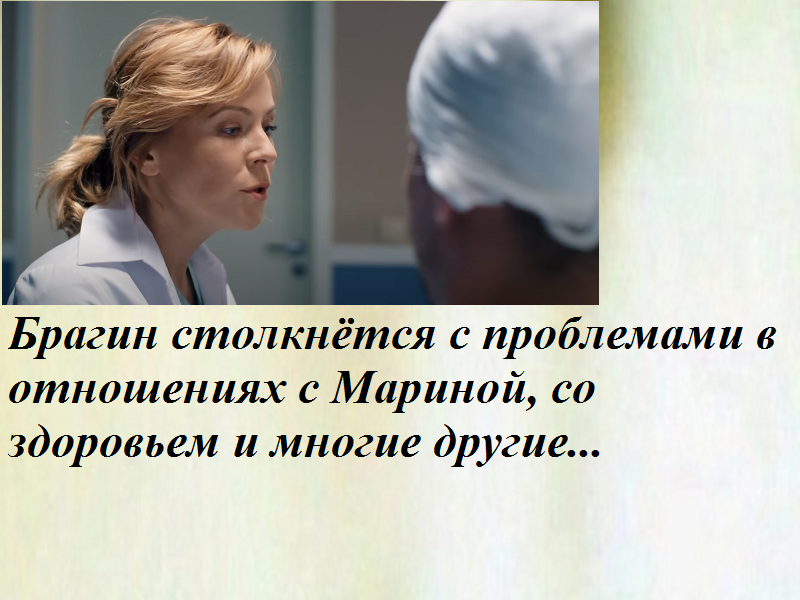 Брагин столкнётся с проблемами в
отношениях с Мариной, со
здоровьем и многие другие...